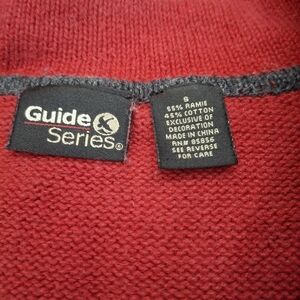 Guide
Series®
S
55% RAMIE
45% COTTON
EXCLUSIVE OF
DECORATION
MADE IN CHINA
RN# 85856
SEE REVERSE
FOR CARE